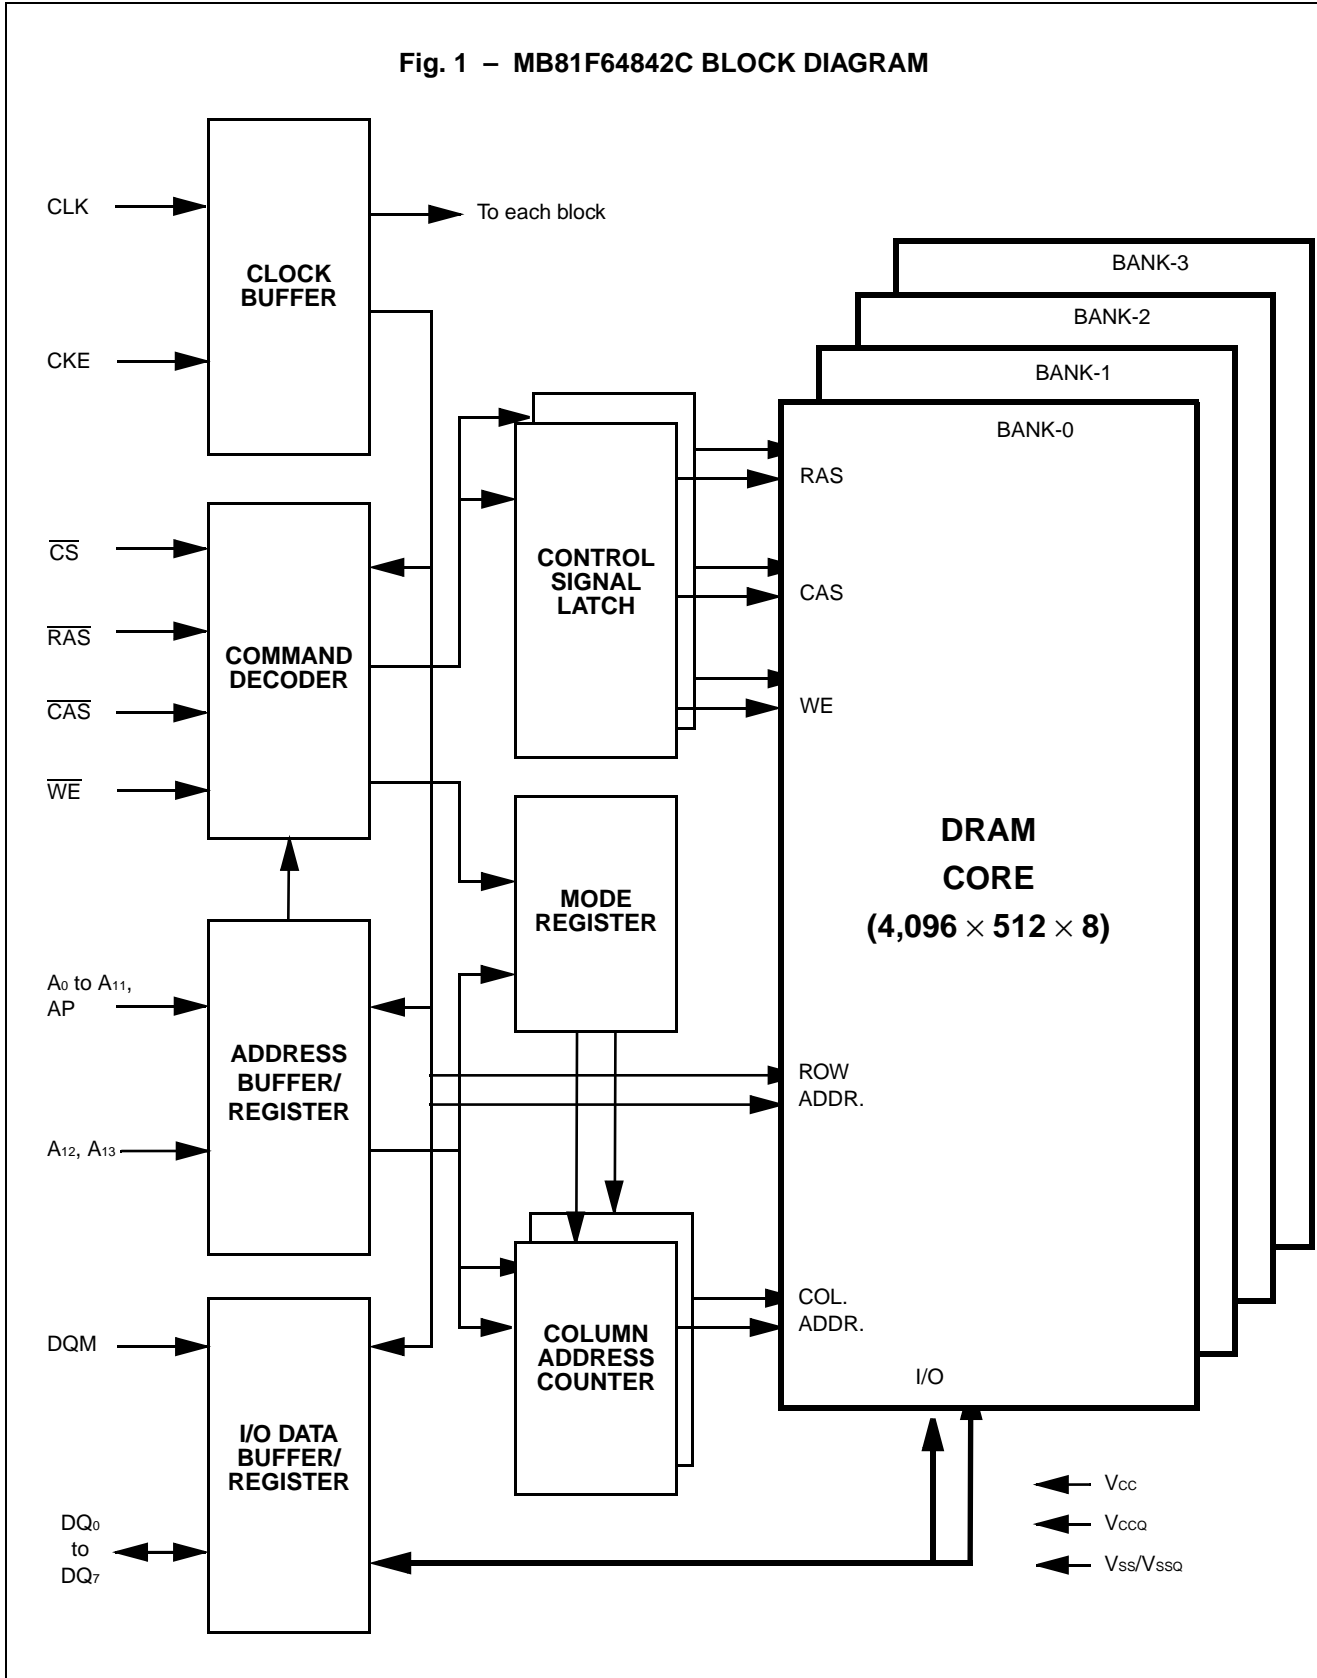 Fig. 1 – MB81F64842C BLOCK DIAGRAM
CLK
CKE
CLOCK
BUFFER
To each block
BANK-3
BANK-2
BANK-1
BANK-0
CS
RAS
CAS
WE
COMMAND
DECODER
CONTROL
SIGNAL
LATCH
RAS
CAS
WE
DRAM
CORE
(4,096 × 512 × 8)
MODE
REGISTER
A0 to A11,
AP
A12, A13
ADDRESS
BUFFER/
REGISTER
ROW
ADDR.
COL.
ADDR.
I/O
COLUMN
ADDRESS
COUNTER
DQM
DQ0
to
DQ7
I/O DATA
BUFFER/
REGISTER
VCC
VCCQ
VSS/VSSQ